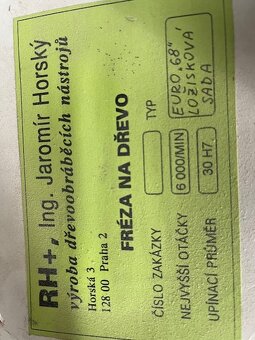 RH+, Ing. Jaromír Horský
výroba dřevoobráběcích nástrojů
Horská 3
128 00 Praha 2
FRÉZA NA DŘEVO
TYP
EURO „68"
LOŽISKOVÁ
SADA
ČÍSLO ZAKÁZKY
NEJVYŠŠÍ OTÁČKY
6 000/MIN
UPÍNACÍ PRŮMĚR
30 H7